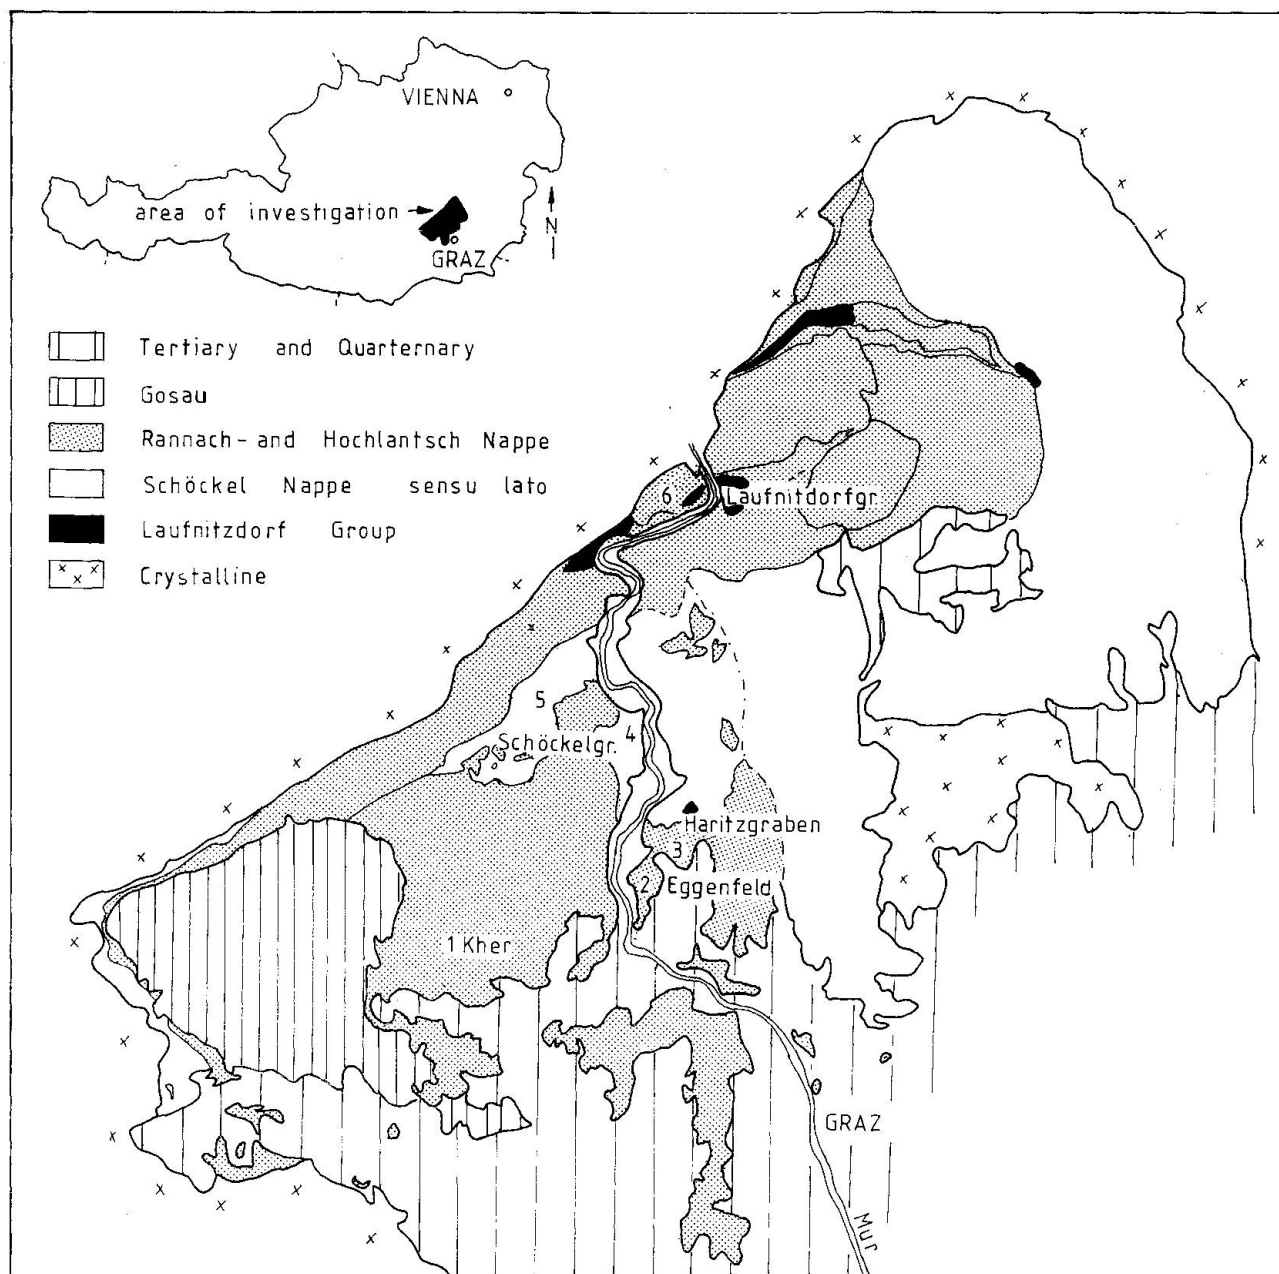 VIENNA
area of investigation
N
GRAZ
Tertiary and Quarternary
Gosau
Rannach- and Hochlantsch Nappe
Schöckel Nappe sensu lato
Laufnitzdorf Group
Crystalline
6
Laufnitdorfgr.
5
4
Schöckelgr.
Haritzgraben
3
2 Eggenfeld
1 Kher
GRAZ
Mur